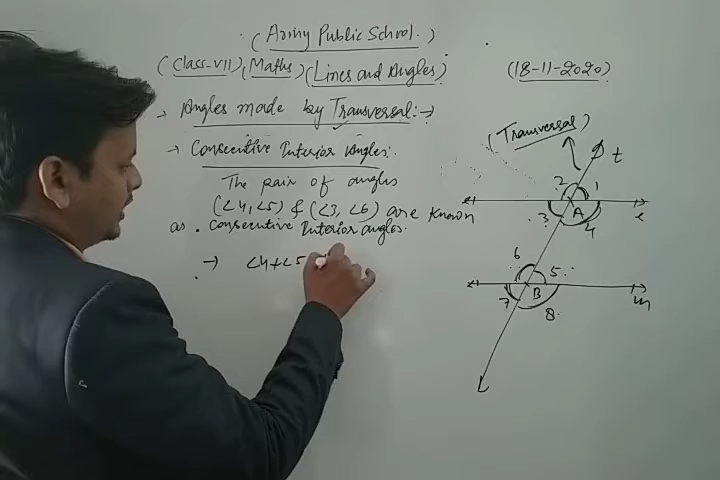 (Army Public School.)
(Class-VII), (Maths) (Lines and Angles)
(18-11-2020)
→ Angles made by Transversal:→
→ Consecutive Interior Angles:
The pair of angles
(∠4, ∠5) & (∠3, ∠6) are known
as. Consecutive Interior angles.
→ ∠4+∠5
(Transversal)
t
2 1
3 A 4 l
6 5
7 B 8 m